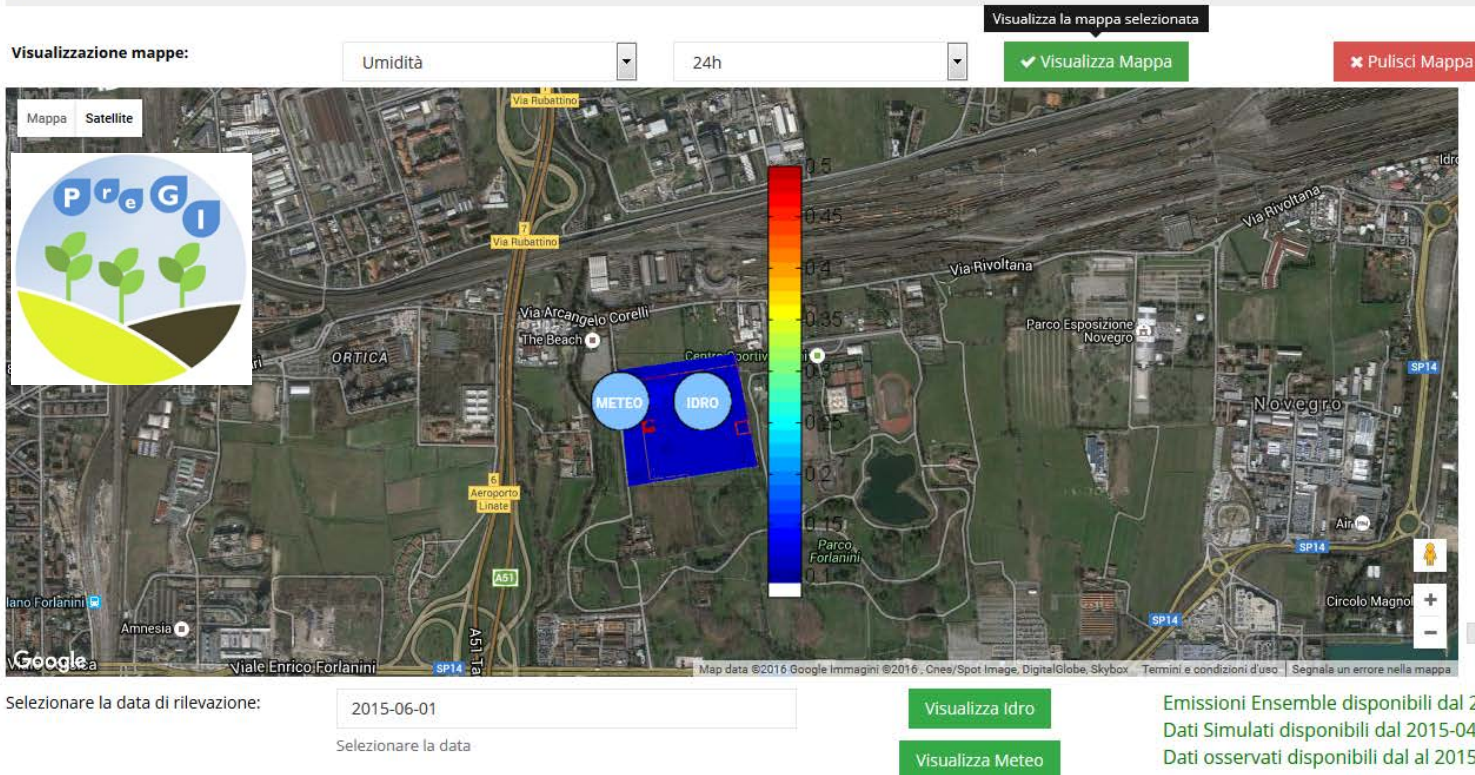 Visualizza la mappa selezionata
Visualizzazione mappe:
Umidità
24h
Visualizza Mappa
Pulisci Mappa
Mappa Satellite
PreGI
Via Rubattino
7
Via Rubattino
Via Rivoltana
Via Rivoltana
Via Arcangelo Corelli
The Beach
ORTICA
Parco Esposizione
Novegro
Novegro
SP14
METEO
IDRO
0.5
0.45
0.4
0.35
0.25
0.2
0.15
0.1
6
Aeroporto
Linate
Parco
Forlanini
A51
SP14
SP14
Circolo Magnol
Amnesia
Viale Enrico Forlanini
SP14
Google
Map data ©2016 Google Immagini ©2016 , Cnes/Spot Image, DigitalGlobe, Skybox
Termini e condizioni d'uso
Segnala un errore nella mappa
Selezionare la data di rilevazione:
2015-06-01
Selezionare la data
Visualizza Idro
Visualizza Meteo
Emissioni Ensemble disponibili dal 2
Dati Simulati disponibili dal 2015-04
Dati osservati disponibili dal al 2015